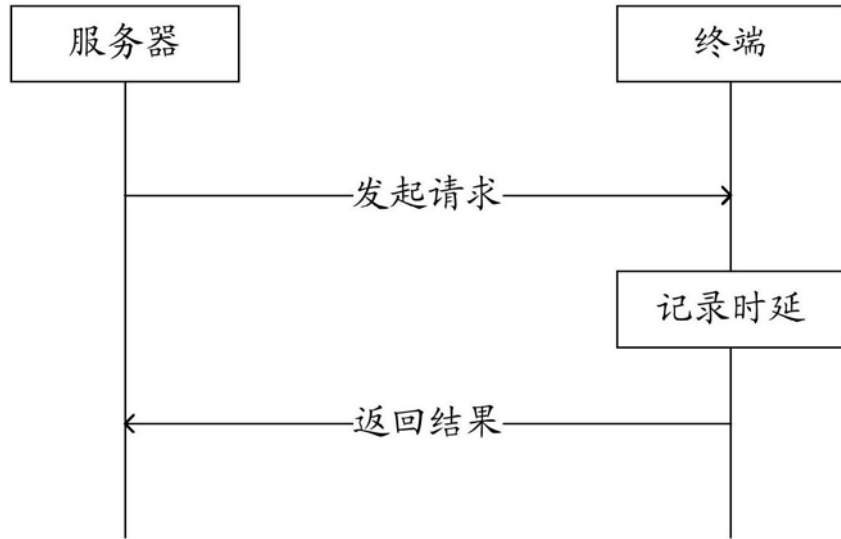 服务器
终端
发起请求
记录时延
返回结果